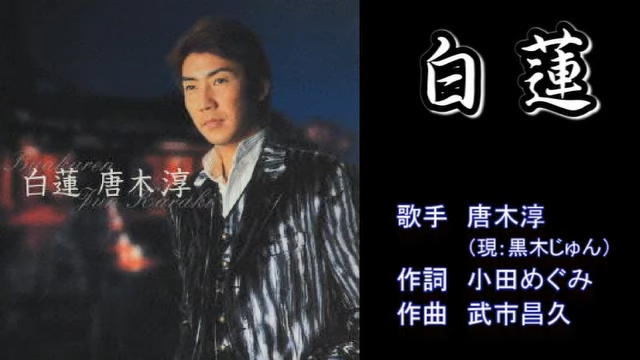 Byakuren
白蓮 唐木淳
Jun Karaki
白蓮
歌手 唐木淳
（現：黒木じゅん）
作詞 小田めぐみ
作曲 武市昌久